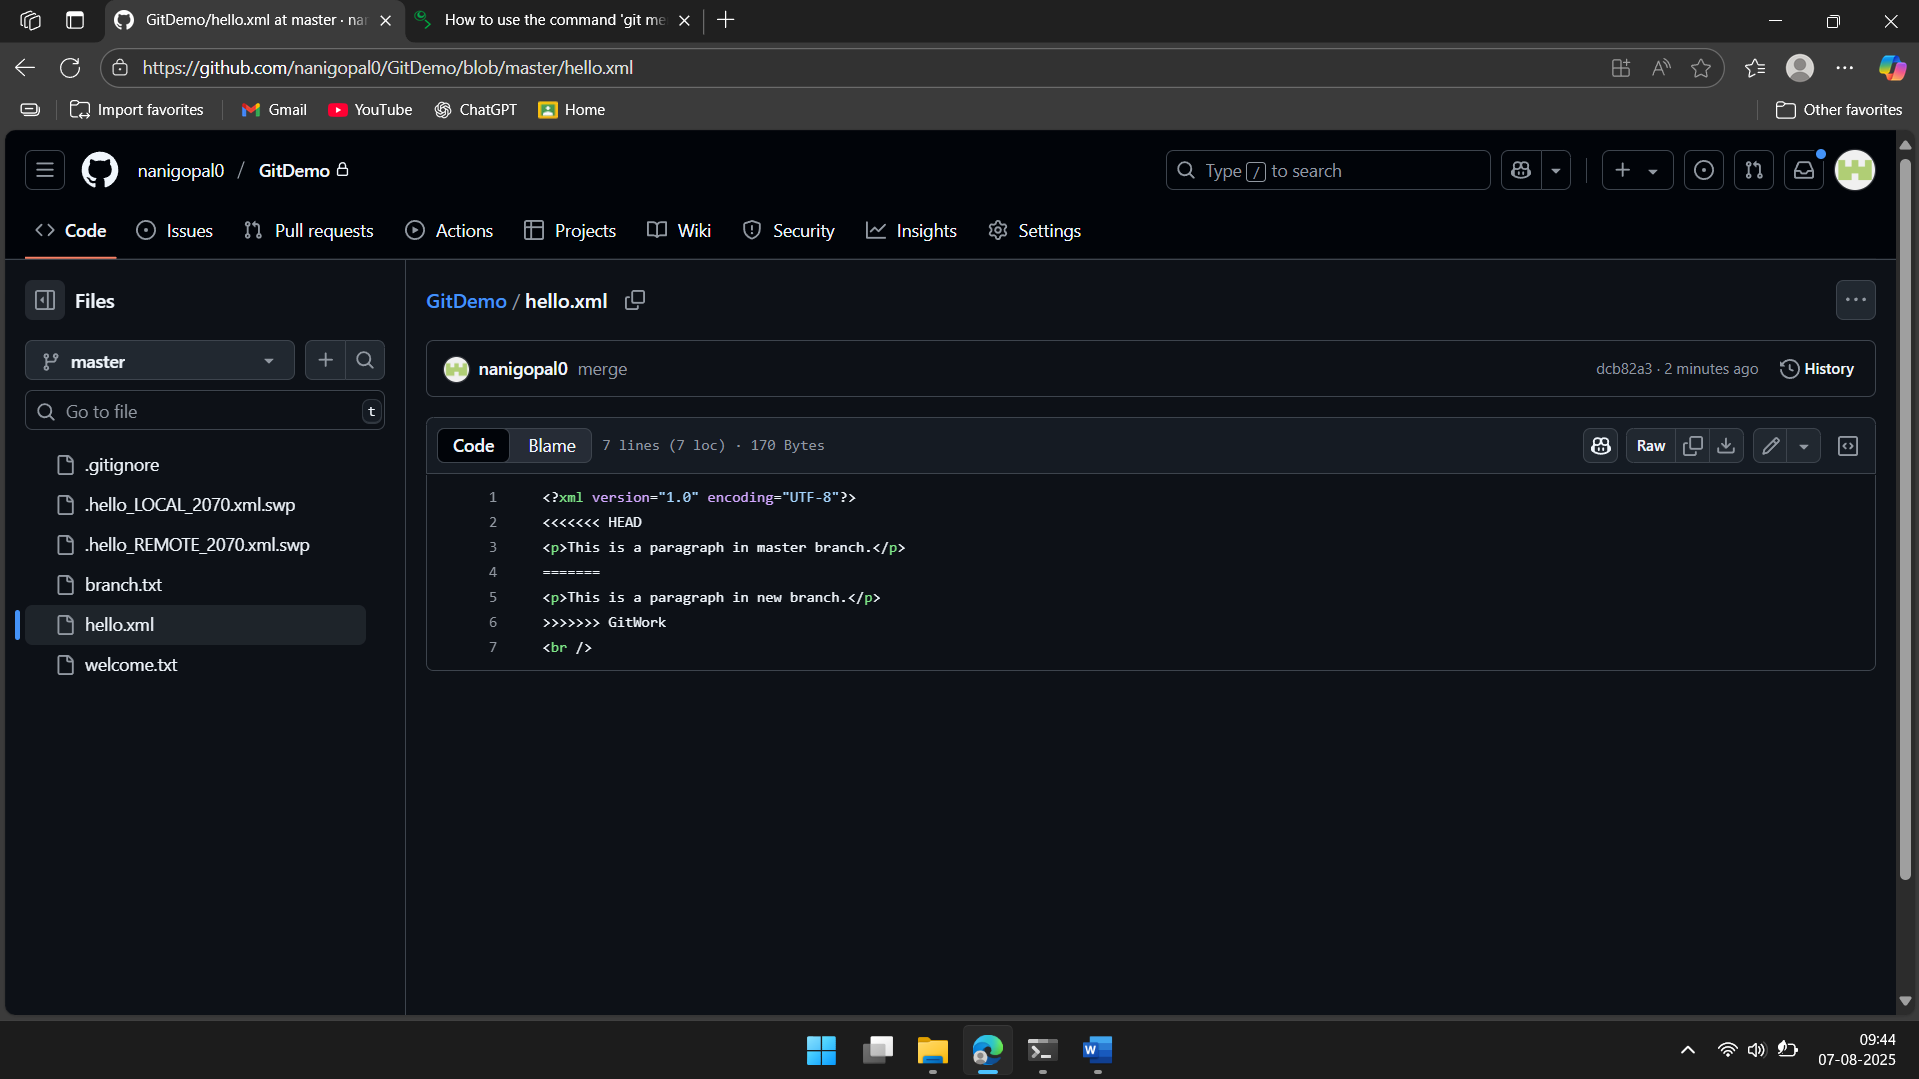 GitDemo/hello.xml at master · nan
How to use the command 'git me
https://github.com/nanigopal0/GitDemo/blob/master/hello.xml
Import favorites
Gmail
YouTube
ChatGPT
Home
Other favorites
nanigopal0 / GitDemo
Type / to search
Code
Issues
Pull requests
Actions
Projects
Wiki
Security
Insights
Settings
Files
master
Go to file
t
.gitignore
.hello_LOCAL_2070.xml.swp
.hello_REMOTE_2070.xml.swp
branch.txt
hello.xml
welcome.txt
GitDemo / hello.xml
nanigopal0 merge
dcb82a3 · 2 minutes ago
History
Code
Blame
7 lines (7 loc) · 170 Bytes
Raw
1 <?xml version="1.0" encoding="UTF-8"?>
2 <<<<<<< HEAD
3 <p>This is a paragraph in master branch.</p>
4 =======
5 <p>This is a paragraph in new branch.</p>
6 >>>>>>> GitWork
7 <br />
09:44
07-08-2025